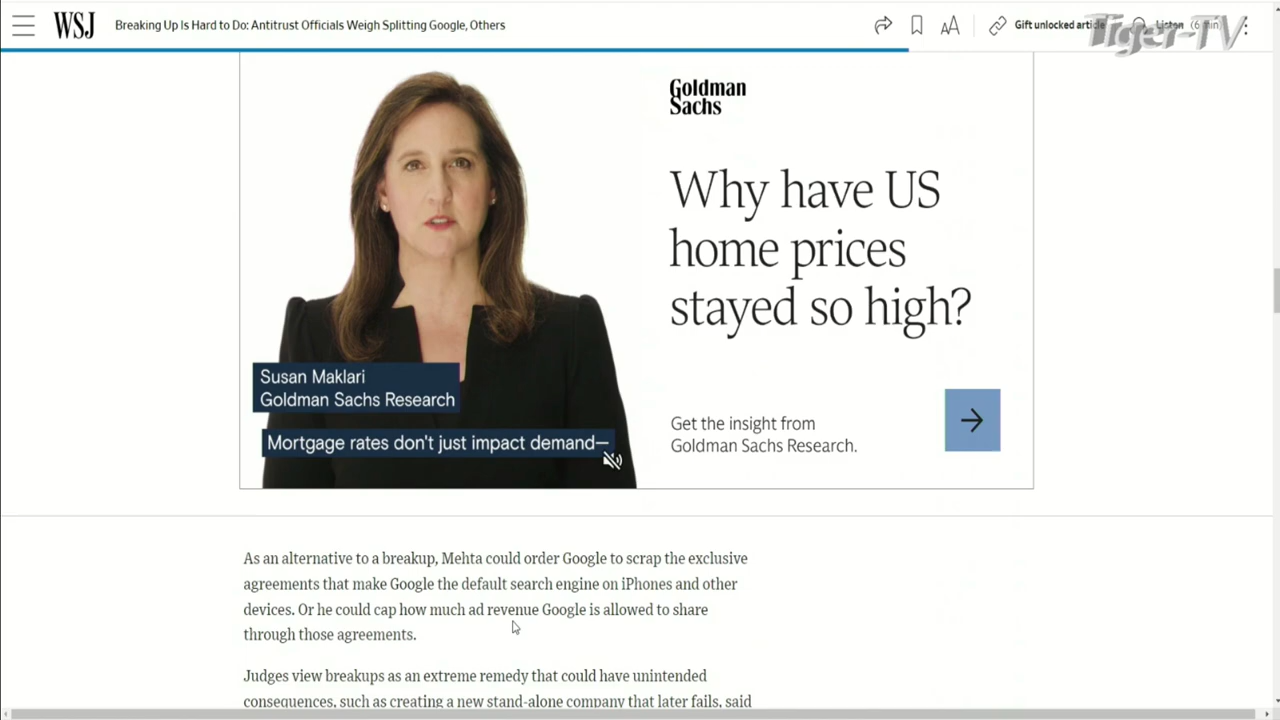 WSJ
Breaking Up Is Hard to Do: Antitrust Officials Weigh Splitting Google, Others
AA
Gift unlocked article
Listen (6 min)
Tiger-TV
Goldman
Sachs
Why have US
home prices
stayed so high?
Susan Maklari
Goldman Sachs Research
Mortgage rates don't just impact demand—
Get the insight from
Goldman Sachs Research.
As an alternative to a breakup, Mehta could order Google to scrap the exclusive
agreements that make Google the default search engine on iPhones and other
devices. Or he could cap how much ad revenue Google is allowed to share
through those agreements.
Judges view breakups as an extreme remedy that could have unintended
consequences, such as creating a new stand-alone company that later fails, said